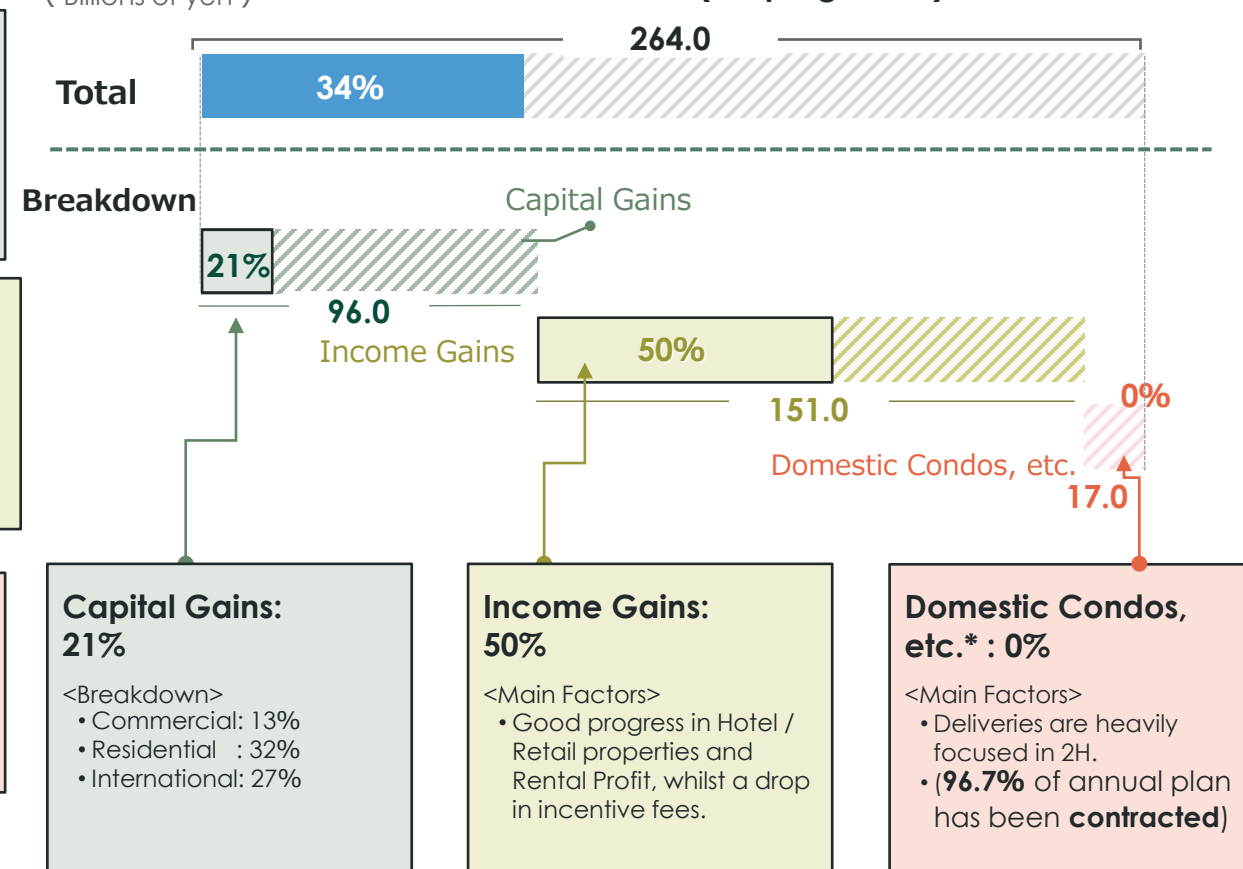 264.0
Total
34%
Breakdown
Capital Gains
21%
96.0
Income Gains
50%
151.0
0%
Domestic Condos, etc.
17.0
Capital Gains:
21%
<Breakdown>
• Commercial: 13%
• Residential : 32%
• International: 27%
Income Gains:
50%
<Main Factors>
• Good progress in Hotel /
Retail properties and
Rental Profit, whilst a drop
in incentive fees.
Domestic Condos,
etc.* : 0%
<Main Factors>
• Deliveries are heavily
focused in 2H.
• (96.7% of annual plan
has been contracted)